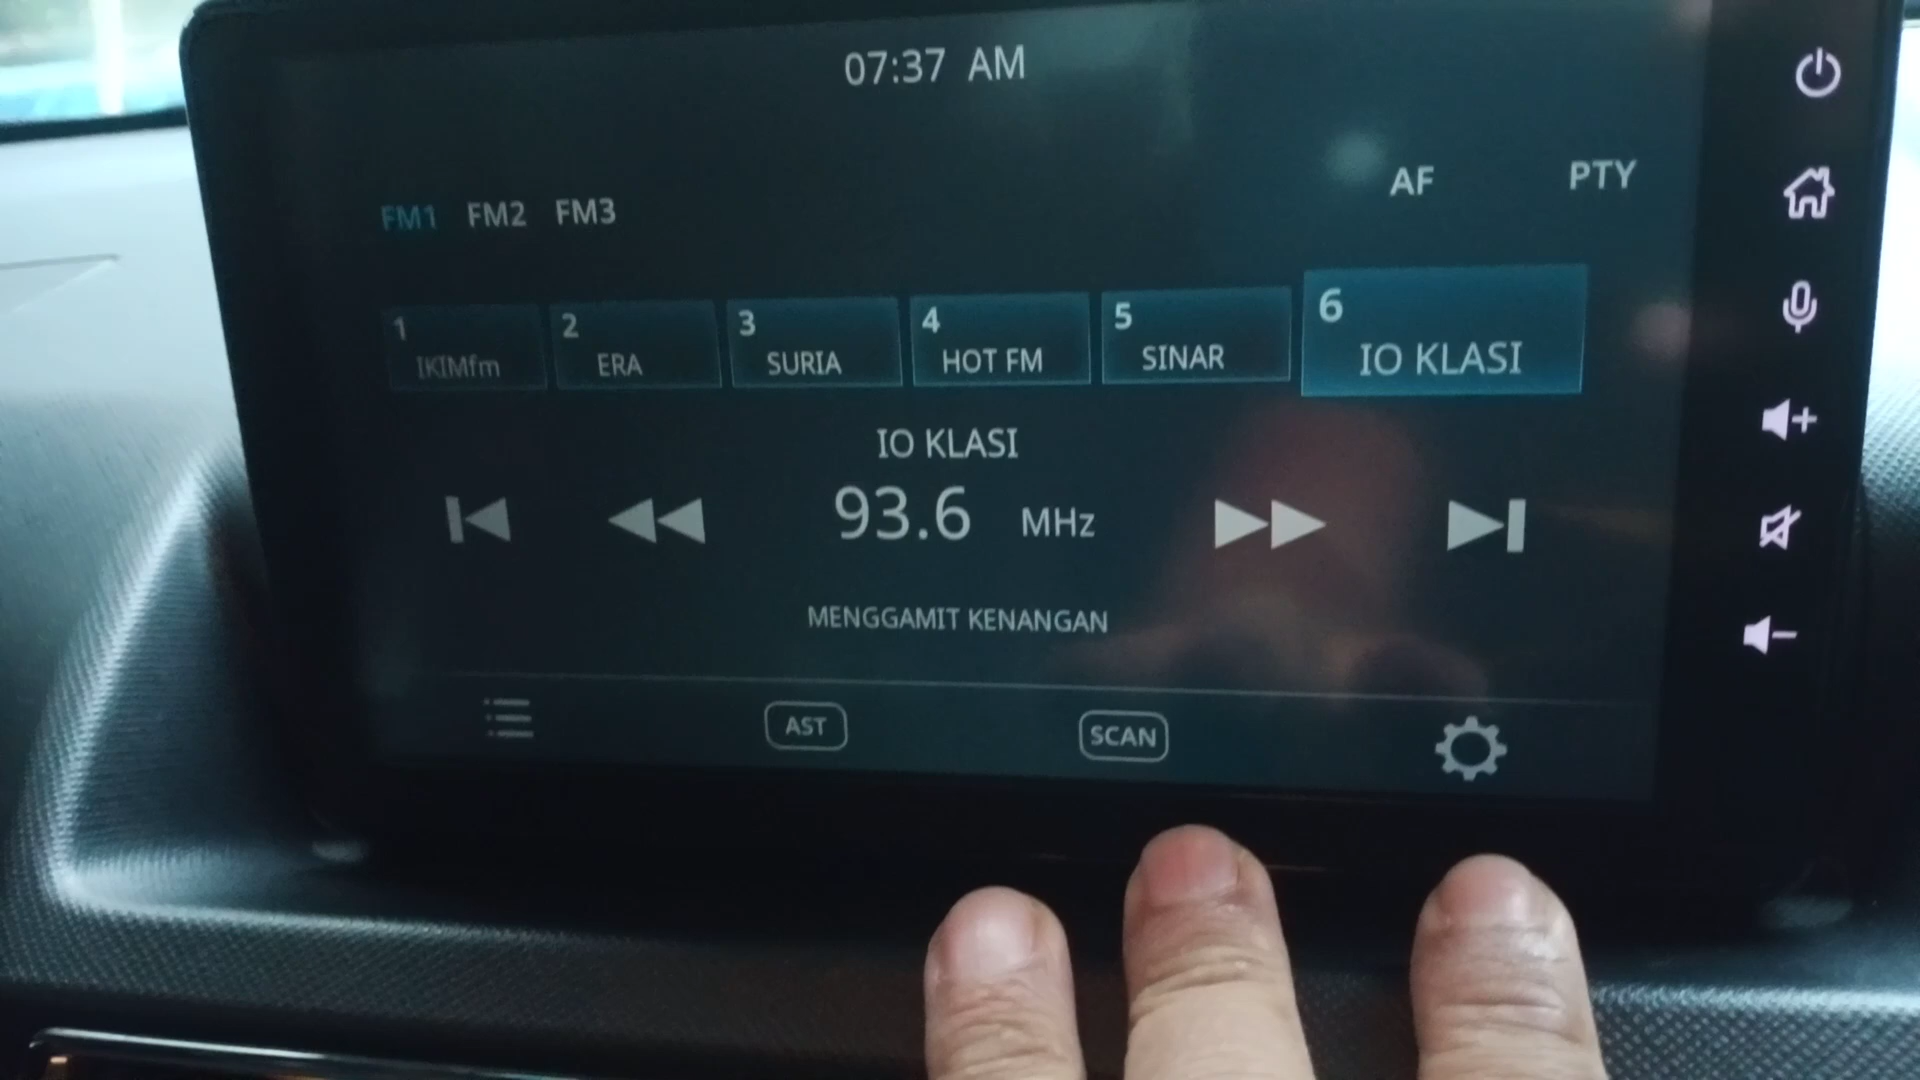 07:37 AM
AF PTY
FM1 FM2 FM3
1 IKIMfm
2 ERA
3 SURIA
4 HOT FM
5 SINAR
6 IO KLASI
IO KLASI
93.6 MHz
MENGGAMIT KENANGAN
AST SCAN